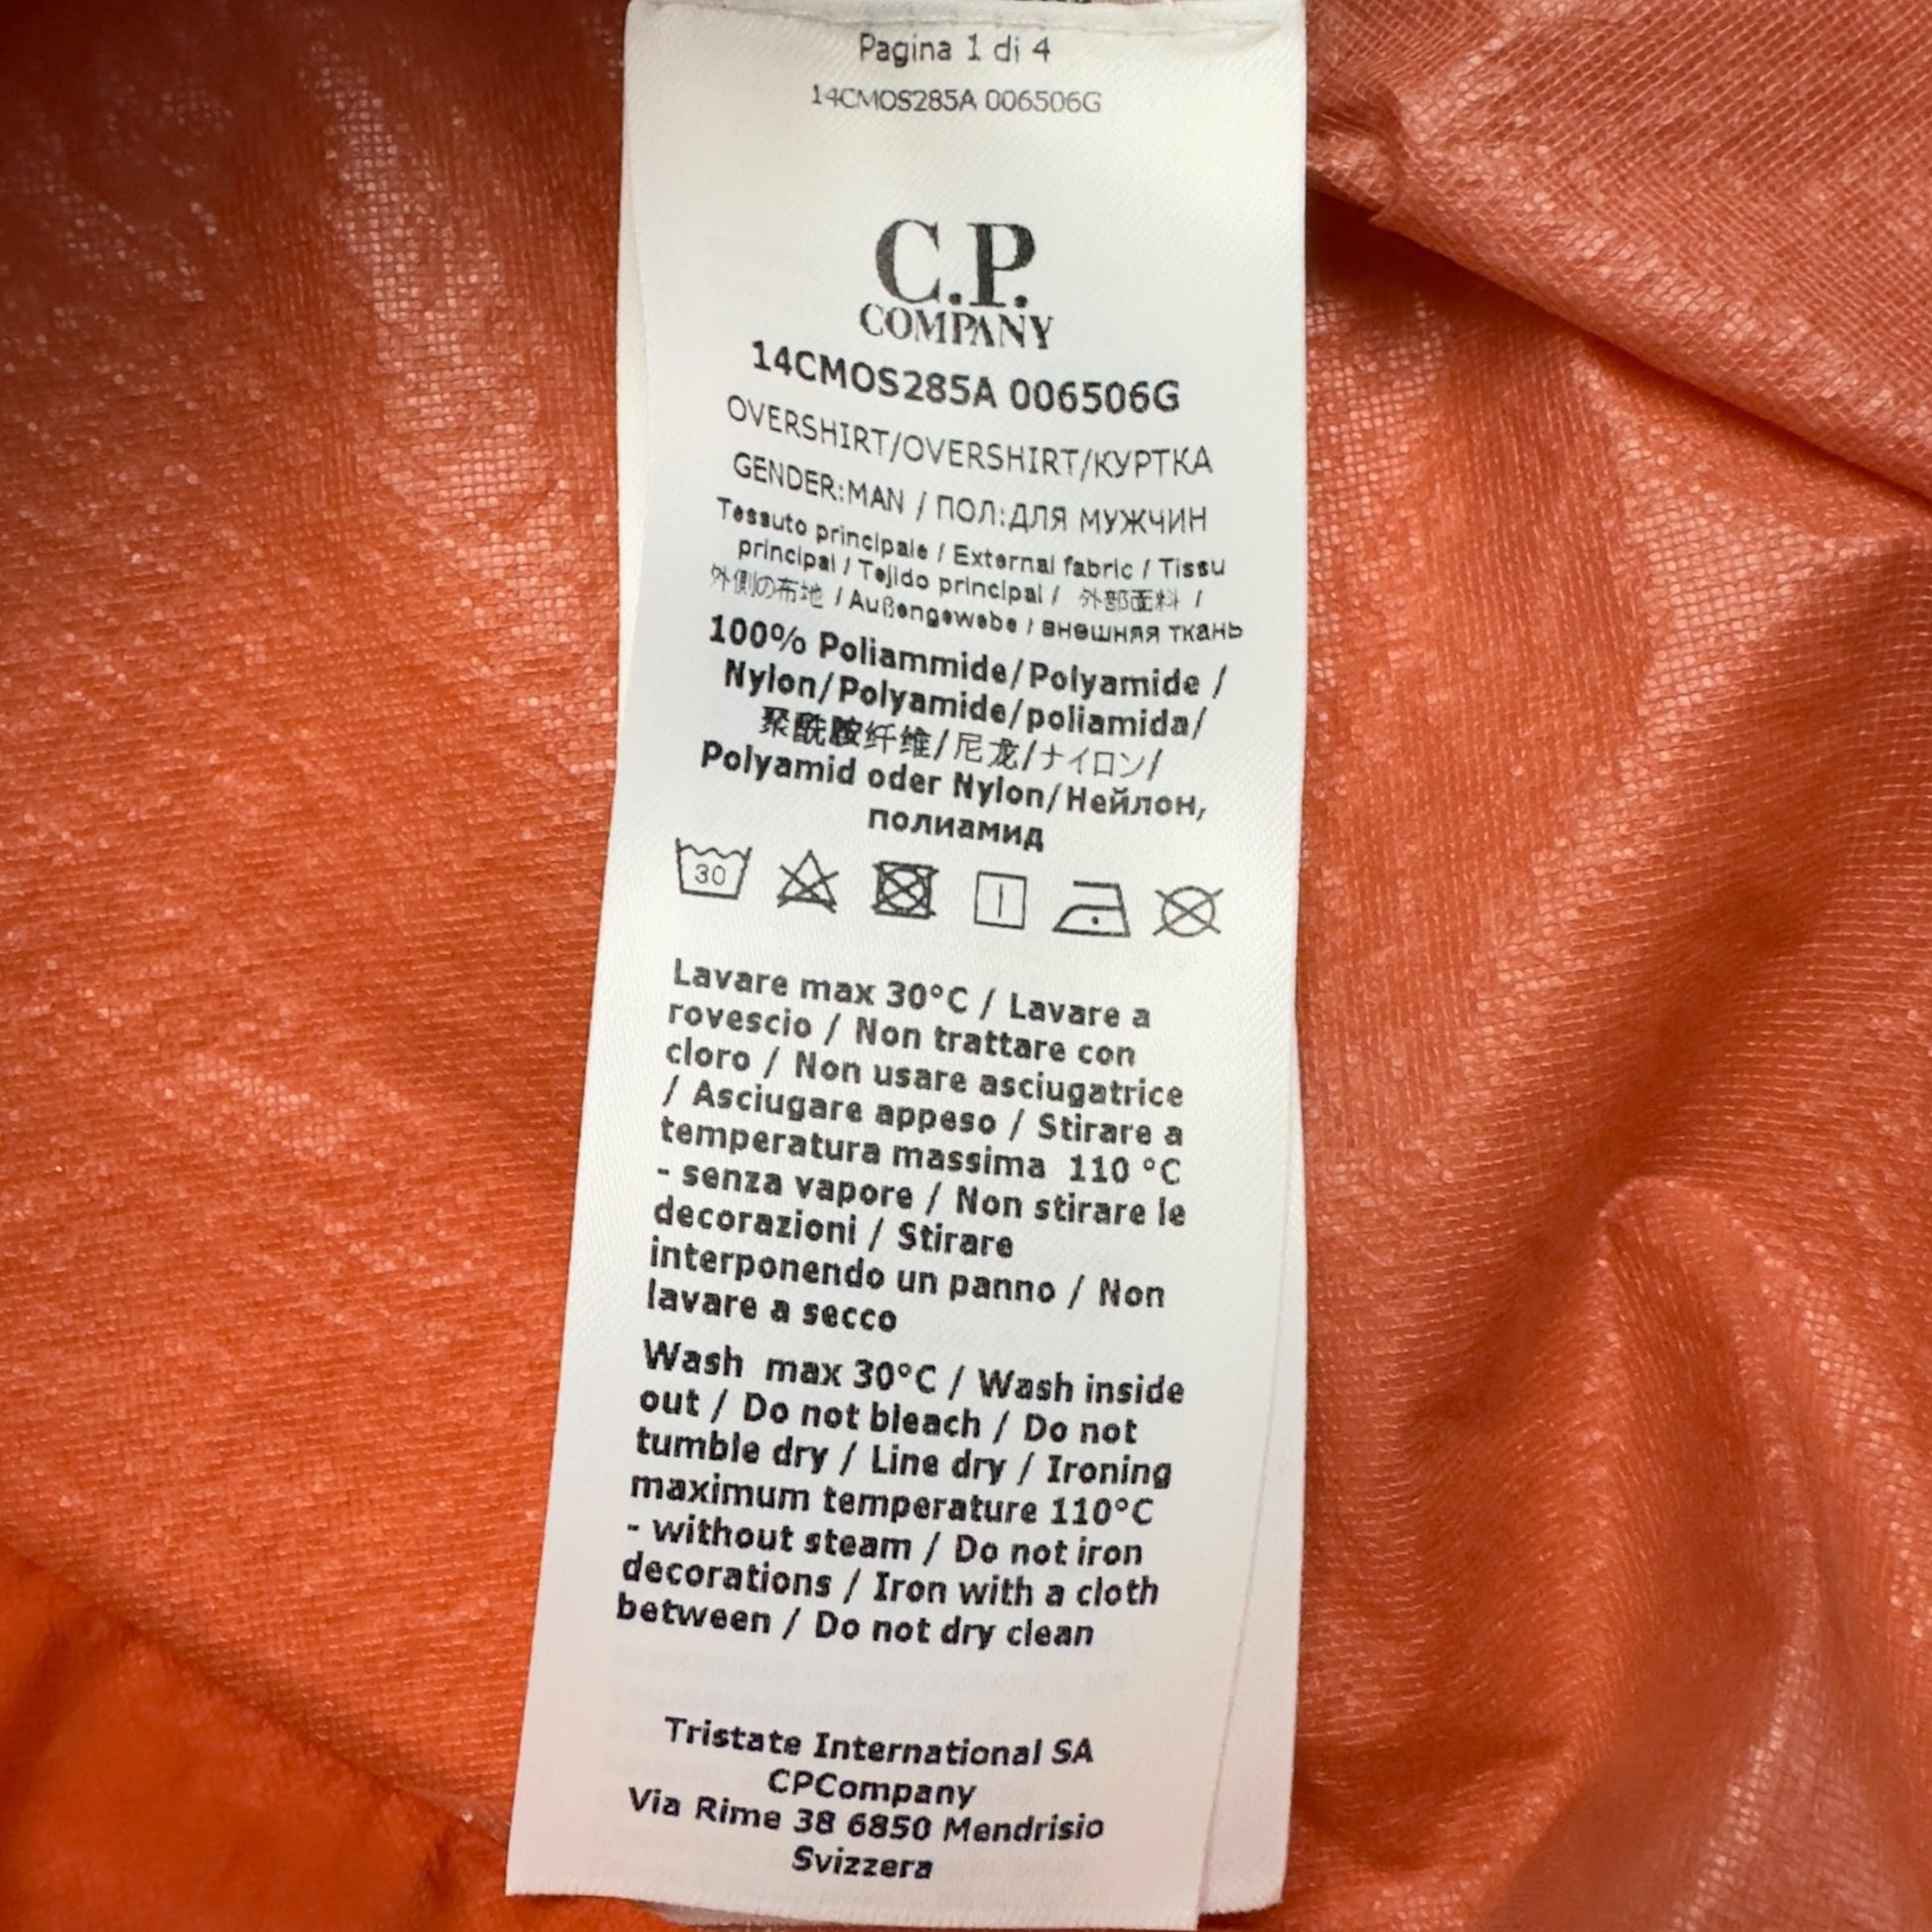 Pagina 1 di 4
14CMOS285A 006506G
C.P.
COMPANY
14CMOS285A 006506G
OVERSHIRT/OVERSHIRT/КУРТКА
GENDER:MAN / ПОЛ:ДЛЯ МУЖЧИН
Tessuto principale / External fabric / Tissu
principal / Tejido principal / 外部面料 /
外側の布地 / Außengewebe / внешняя ткань
100% Poliammide/Polyamide /
Nylon/Polyamide/poliamida/
聚酰胺纤维/尼龙/ナイロン/
Polyamid oder Nylon/Нейлон,
полиамид
30
Lavare max 30°C / Lavare a
rovescio / Non trattare con
cloro / Non usare asciugatrice
/ Asciugare appeso / Stirare a
temperatura massima 110 °C
- senza vapore / Non stirare le
decorazioni / Stirare
interponendo un panno / Non
lavare a secco
Wash max 30°C / Wash inside
out / Do not bleach / Do not
tumble dry / Line dry / Ironing
maximum temperature 110°C
- without steam / Do not iron
decorations / Iron with a cloth
between / Do not dry clean
Tristate International SA
CPCompany
Via Rime 38 6850 Mendrisio
Svizzera